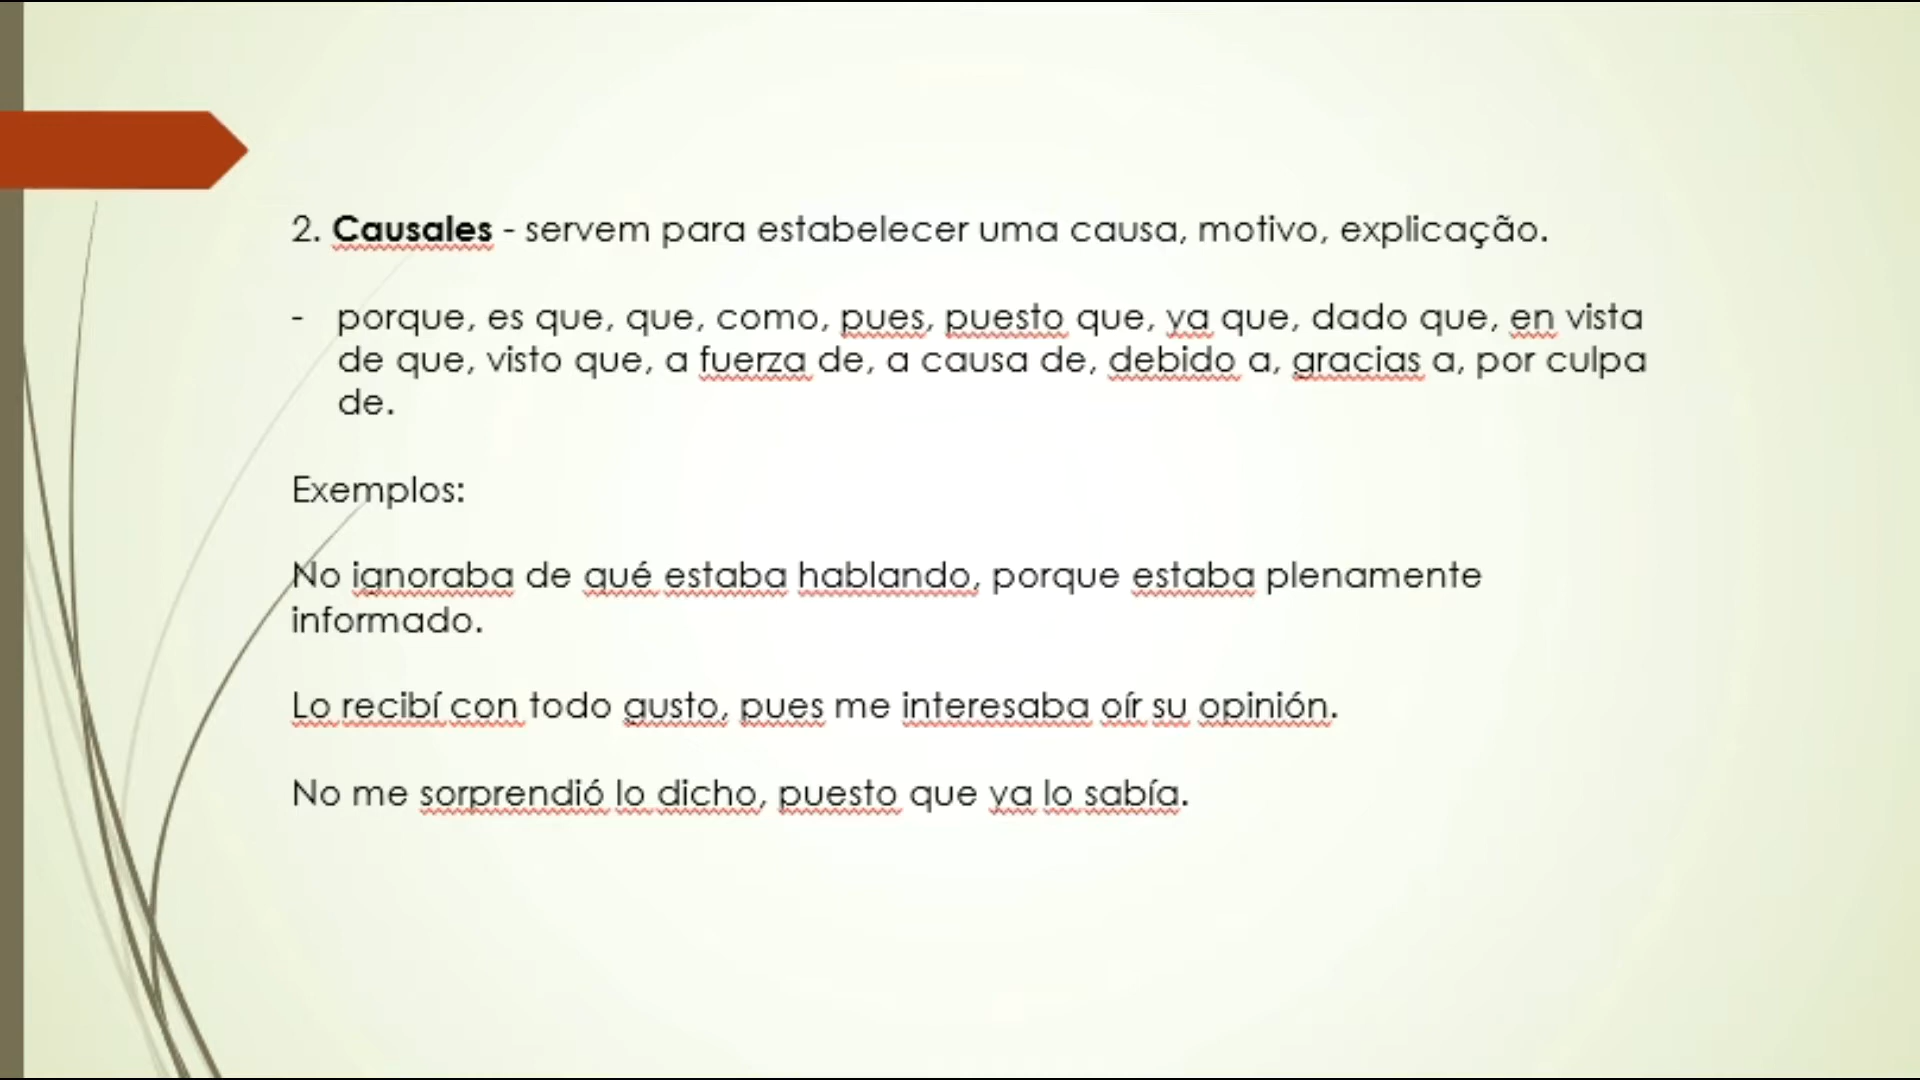 2. Causales - servem para estabelecer uma causa, motivo, explicação.
- porque, es que, que, como, pues, puesto que, ya que, dado que, en vista
de que, visto que, a fuerza de, a causa de, debido a, gracias a, por culpa
de.
Exemplos:
No ignoraba de qué estaba hablando, porque estaba plenamente
informado.
Lo recibí con todo gusto, pues me interesaba oír su opinión.
No me sorprendió lo dicho, puesto que ya lo sabía.